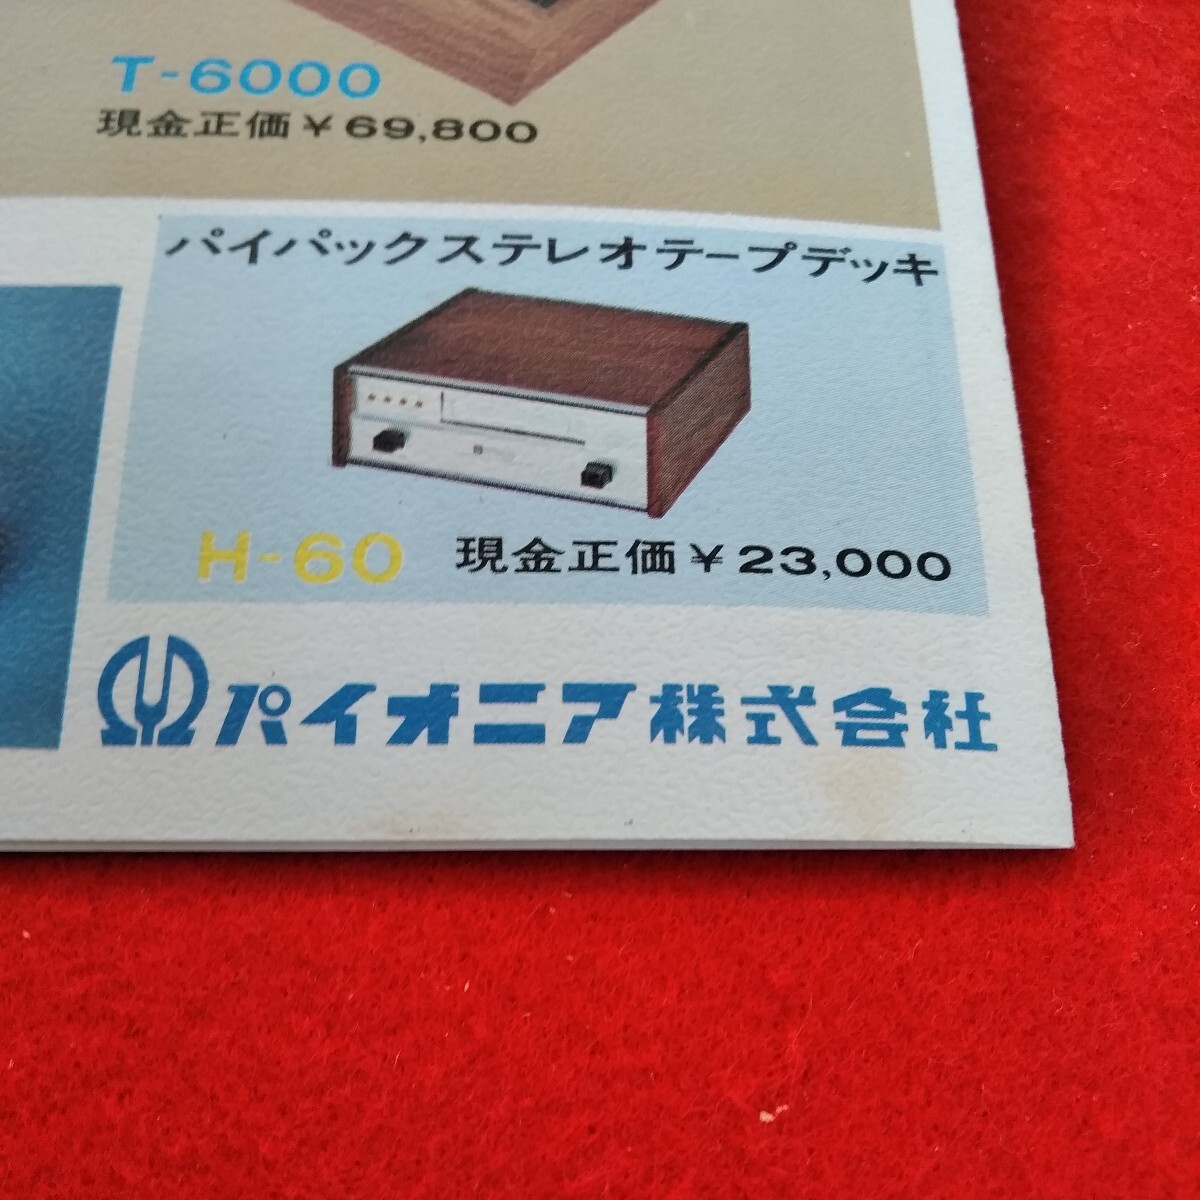 T-6000
現金正価￥69,800
パイパックステレオテープデッキ
H-60 現金正価￥23,000
パイオニア株式会社